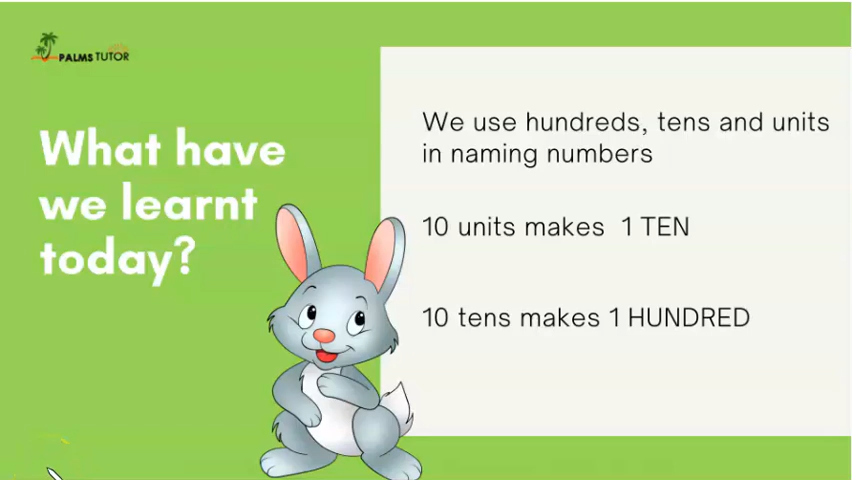 PALMS TUTOR
What have
we learnt
today?
We use hundreds, tens and units
in naming numbers
10 units makes 1 TEN
10 tens makes 1 HUNDRED